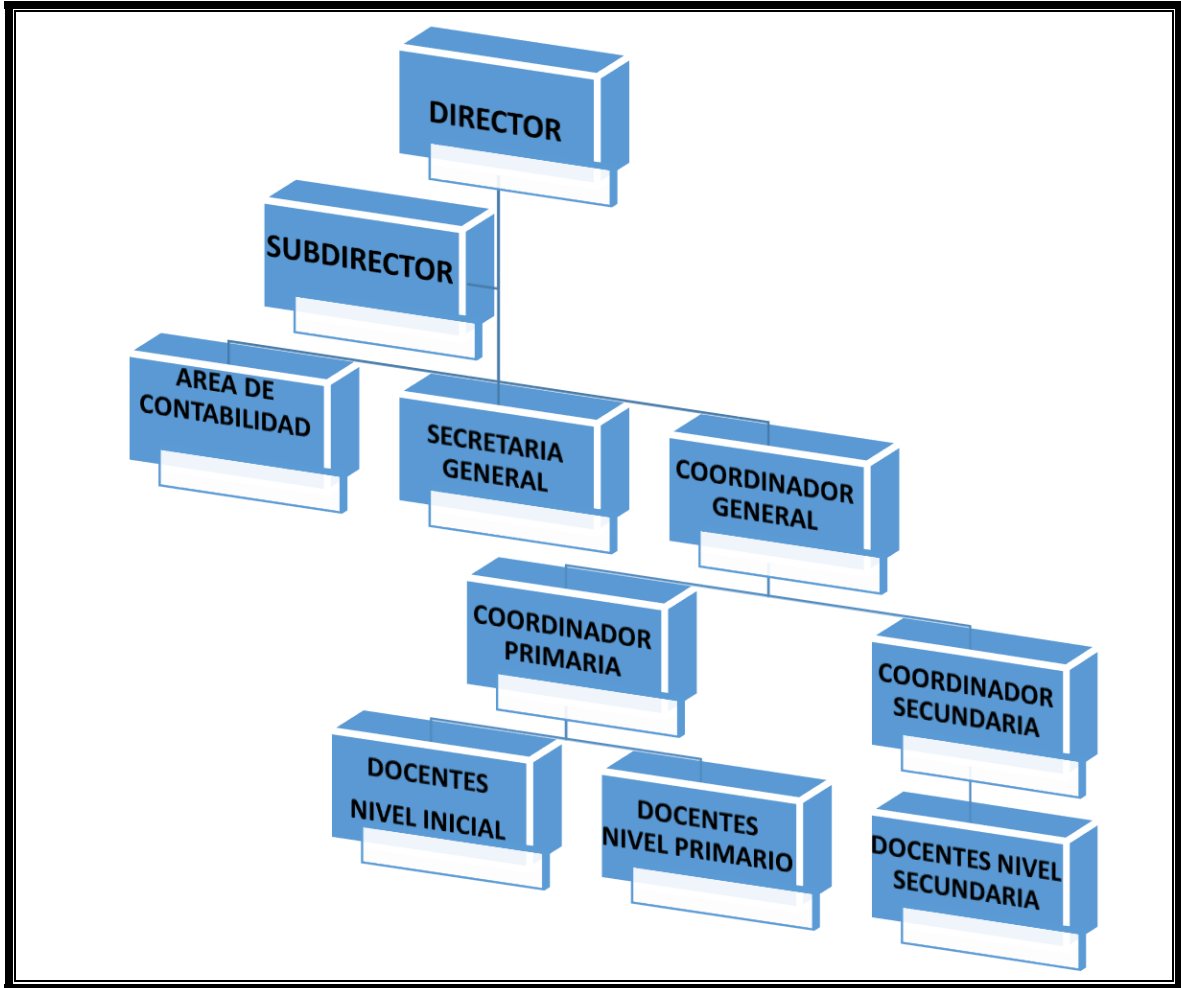 DIRECTOR
SUBDIRECTOR
AREA DE
CONTABILIDAD
SECRETARIA
GENERAL
COORDINADOR
GENERAL
COORDINADOR
PRIMARIA
COORDINADOR
SECUNDARIA
DOCENTES
NIVEL INICIAL
DOCENTES
NIVEL PRIMARIO
DOCENTES NIVEL
SECUNDARIA